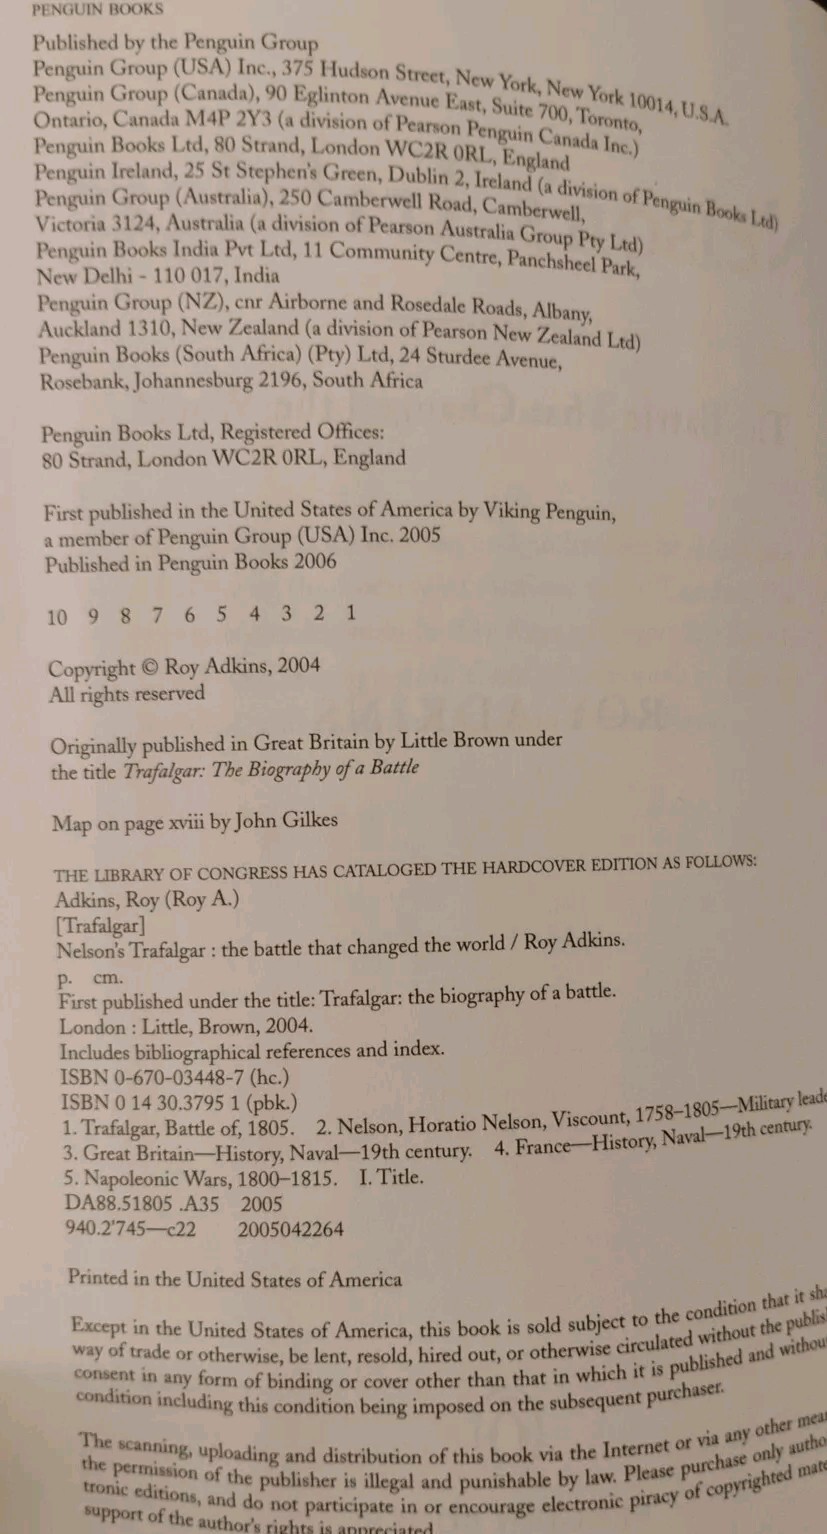 PENGUIN BOOKS
Published by the Penguin Group
Penguin Group (USA) Inc., 375 Hudson Street, New York, New York 10014, U.S.A.
Penguin Group (Canada), 90 Eglinton Avenue East, Suite 700, Toronto,
Ontario, Canada M4P 2Y3 (a division of Pearson Penguin Canada Inc.)
Penguin Books Ltd, 80 Strand, London WC2R 0RL, England
Penguin Ireland, 25 St Stephen's Green, Dublin 2, Ireland (a division of Penguin Books Ltd)
Penguin Group (Australia), 250 Camberwell Road, Camberwell,
Victoria 3124, Australia (a division of Pearson Australia Group Pty Ltd)
Penguin Books India Pvt Ltd, 11 Community Centre, Panchsheel Park,
New Delhi - 110 017, India
Penguin Group (NZ), cnr Airborne and Rosedale Roads, Albany,
Auckland 1310, New Zealand (a division of Pearson New Zealand Ltd)
Penguin Books (South Africa) (Pty) Ltd, 24 Sturdee Avenue,
Rosebank, Johannesburg 2196, South Africa
Penguin Books Ltd, Registered Offices:
80 Strand, London WC2R 0RL, England
First published in the United States of America by Viking Penguin,
a member of Penguin Group (USA) Inc. 2005
Published in Penguin Books 2006
10 9 8 7 6 5 4 3 2 1
Copyright © Roy Adkins, 2004
All rights reserved
Originally published in Great Britain by Little Brown under
the title Trafalgar: The Biography of a Battle
Map on page xviii by John Gilkes
THE LIBRARY OF CONGRESS HAS CATALOGED THE HARDCOVER EDITION AS FOLLOWS:
Adkins, Roy (Roy A.)
[Trafalgar]
Nelson's Trafalgar : the battle that changed the world / Roy Adkins.
p. cm.
First published under the title: Trafalgar: the biography of a battle.
London : Little, Brown, 2004.
Includes bibliographical references and index.
ISBN 0-670-03448-7 (hc.)
ISBN 0 14 30.3795 1 (pbk.)
1. Trafalgar, Battle of, 1805. 2. Nelson, Horatio Nelson, Viscount, 1758–1805—Military leade
3. Great Britain—History, Naval—19th century. 4. France—History, Naval—19th century.
5. Napoleonic Wars, 1800–1815. I. Title.
DA88.51805 .A35 2005
940.2'745—c22 2005042264
Printed in the United States of America
Except in the United States of America, this book is sold subject to the condition that it sha
way of trade or otherwise, be lent, resold, hired out, or otherwise circulated without the publis
consent in any form of binding or cover other than that in which it is published and withou
condition including this condition being imposed on the subsequent purchaser.
The scanning, uploading and distribution of this book via the Internet or via any other mea
the permission of the publisher is illegal and punishable by law. Please purchase only autho
tronic editions, and do not participate in or encourage electronic piracy of copyrighted mate
support of the author's rights is appreciated